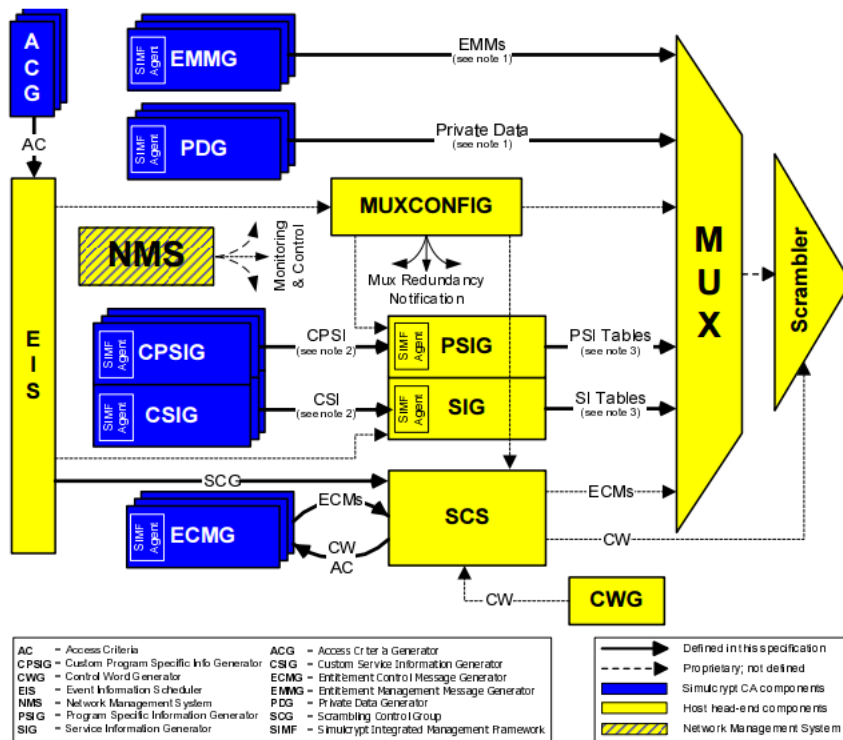 ACG
AC
SIMF Agent
EMMG
EMMs
(see note 1)
SIMF Agent
PDG
Private Data
(see note 1)
EIS
NMS
Monitoring & Control
MUXCONFIG
Mux Redundancy
Notification
MUX
Scrambler
SIMF Agent
CPSIG
CPSI
(see note 2)
SIMF Agent
PSIG
PSI Tables
(see note 3)
SIMF Agent
CSIG
CSI
(see note 2)
SIMF Agent
SIG
SI Tables
(see note 3)
SCG
SIMF Agent
ECMG
ECMs
CW
AC
SCS
ECMs
CW
CW
CWG
AC = Access Criteria
CPSIG = Custom Program Specific Info Generator
CWG = Control Word Generator
EIS = Event Information Scheduler
NMS = Network Management System
PSIG = Program Specific Information Generator
SIG = Service Information Generator
ACG = Access Criteria Generator
CSIG = Custom Service Information Generator
ECMG = Entitlement Control Message Generator
EMMG = Entitlement Management Message Generator
PDG = Private Data Generator
SCG = Scrambling Control Group
SIMF = Simulcrypt Integrated Management Framework
Defined in this specification
Proprietary; not defined
Simulcrypt CA components
Host head-end components
Network Management System